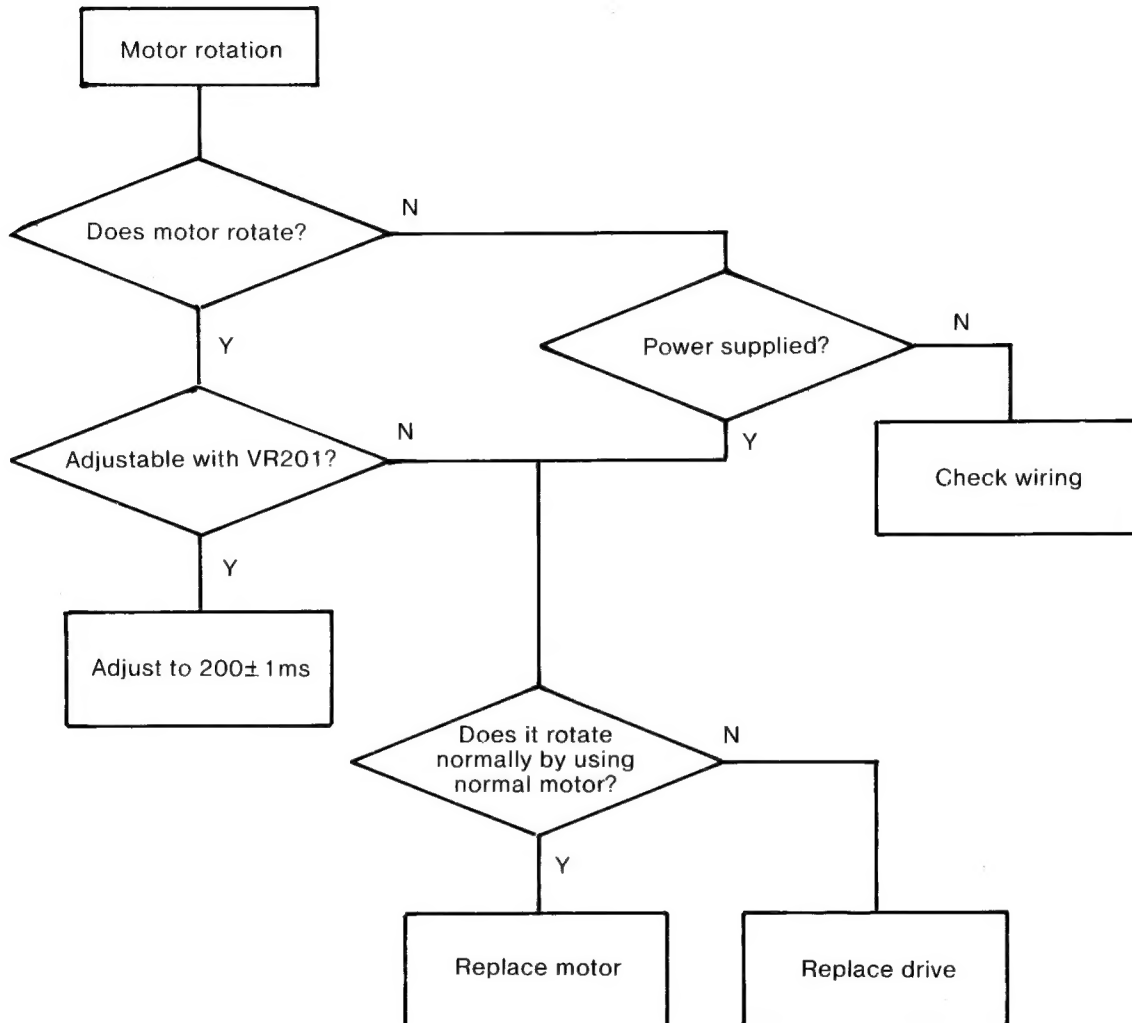 Motor rotation
Does motor rotate?
N
Y
Power supplied?
N
Y
Check wiring
Adjustable with VR201?
N
Y
Adjust to 200± 1ms
Does it rotate
normally by using
normal motor?
N
Y
Replace motor
Replace drive